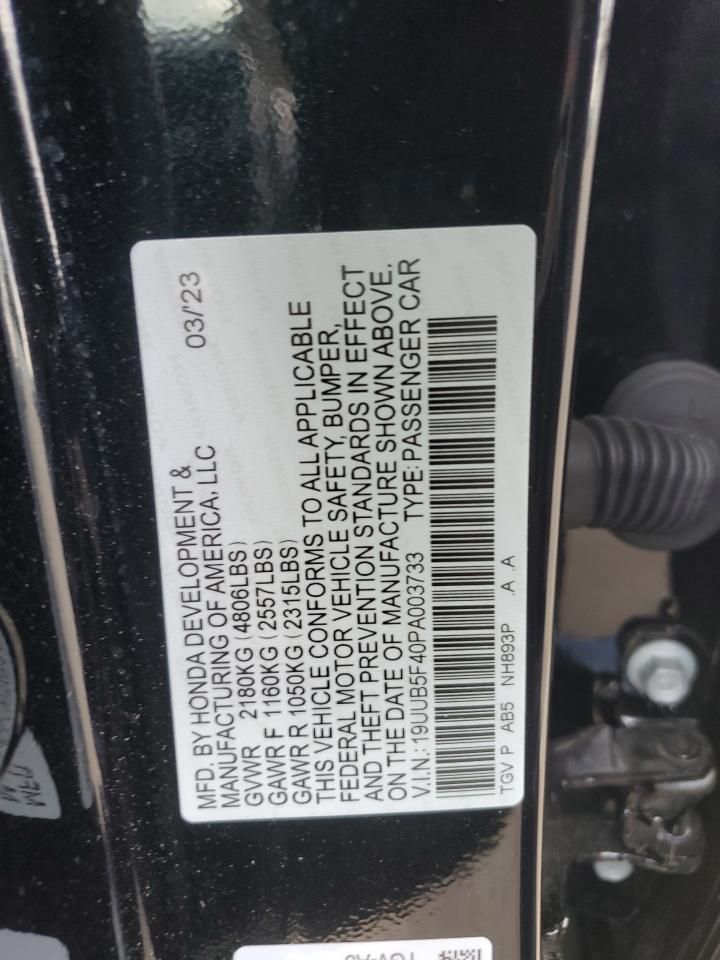 MFD. BY HONDA DEVELOPMENT &
MANUFACTURING OF AMERICA, LLC 03/'23
GVWR 2180KG (4806LBS)
GAWR F 1160KG (2557LBS)
GAWR R 1050KG (2315LBS)
THIS VEHICLE CONFORMS TO ALL APPLICABLE
FEDERAL MOTOR VEHICLE SAFETY, BUMPER,
AND THEFT PREVENTION STANDARDS IN EFFECT
ON THE DATE OF MANUFACTURE SHOWN ABOVE.
V.I.N.: 19UUB5F40PA003733 TYPE: PASSENGER CAR
TGV P AB5 NH893P .A .A